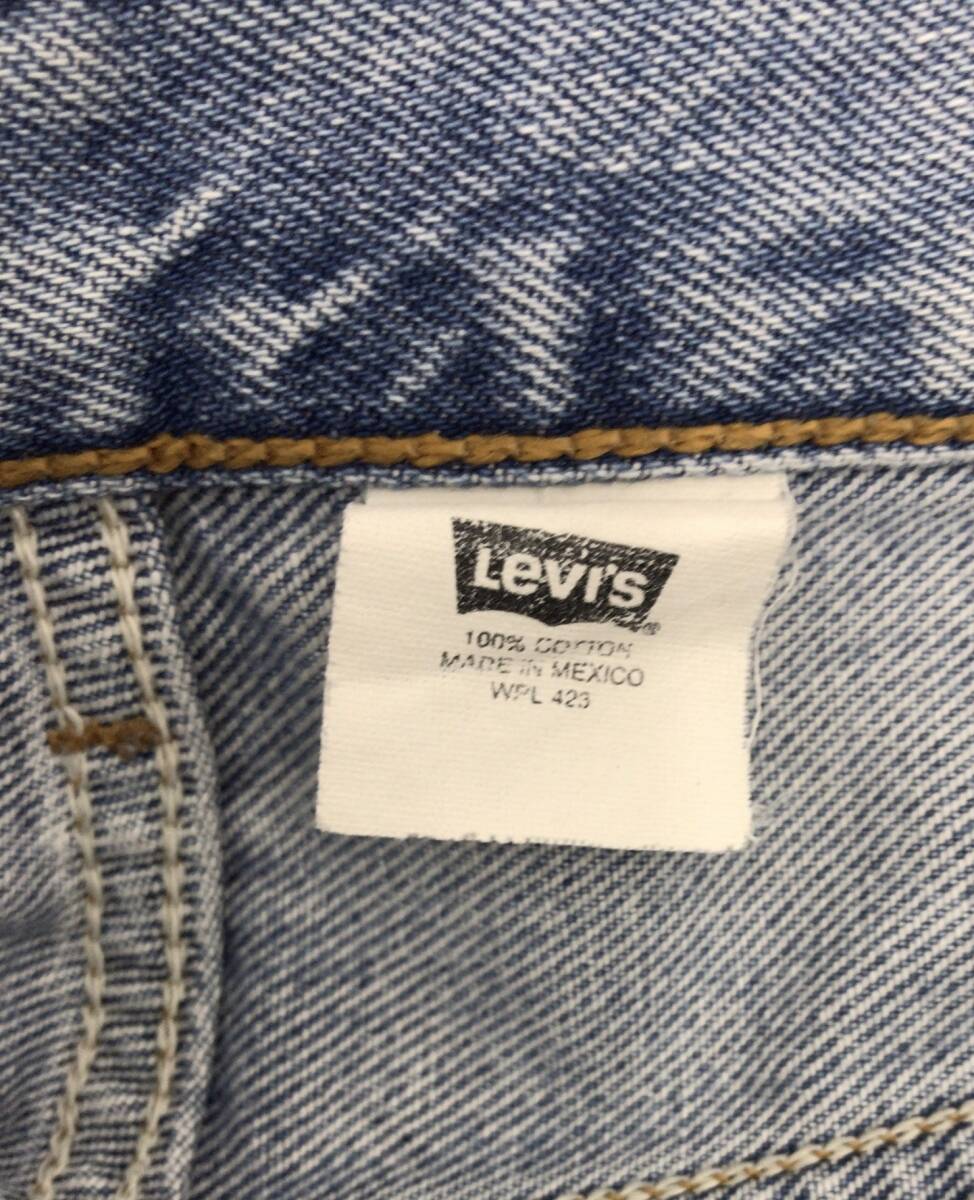 Levi's®
100% COTTON
MADE IN MEXICO
WPL 423